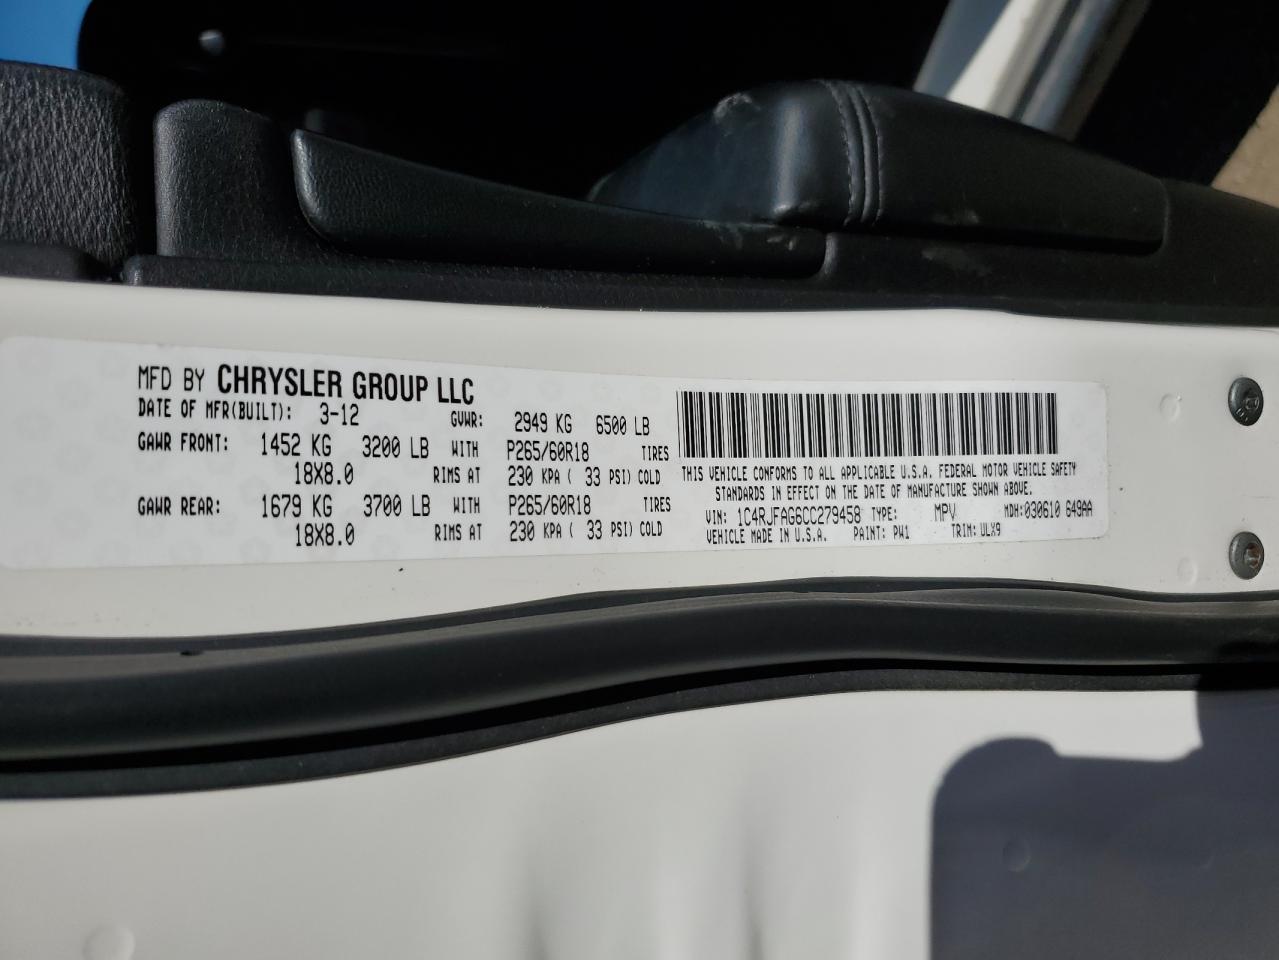 MFD BY CHRYSLER GROUP LLC
DATE OF MFR(BUILT): 3-12 GVWR: 2949 KG 6500 LB
GAWR FRONT: 1452 KG 3200 LB WITH P265/60R18 TIRES
18X8.0 RIMS AT 230 KPA ( 33 PSI) COLD
GAWR REAR: 1679 KG 3700 LB WITH P265/60R18 TIRES
18X8.0 RIMS AT 230 KPA ( 33 PSI) COLD
THIS VEHICLE CONFORMS TO ALL APPLICABLE U.S.A. FEDERAL MOTOR VEHICLE SAFETY
STANDARDS IN EFFECT ON THE DATE OF MANUFACTURE SHOWN ABOVE.
VIN: 1C4RJFAG6CC279458 TYPE: MPV MDH:030610 649AA
VEHICLE MADE IN U.S.A. PAINT: PW1 TRIM: ULX9